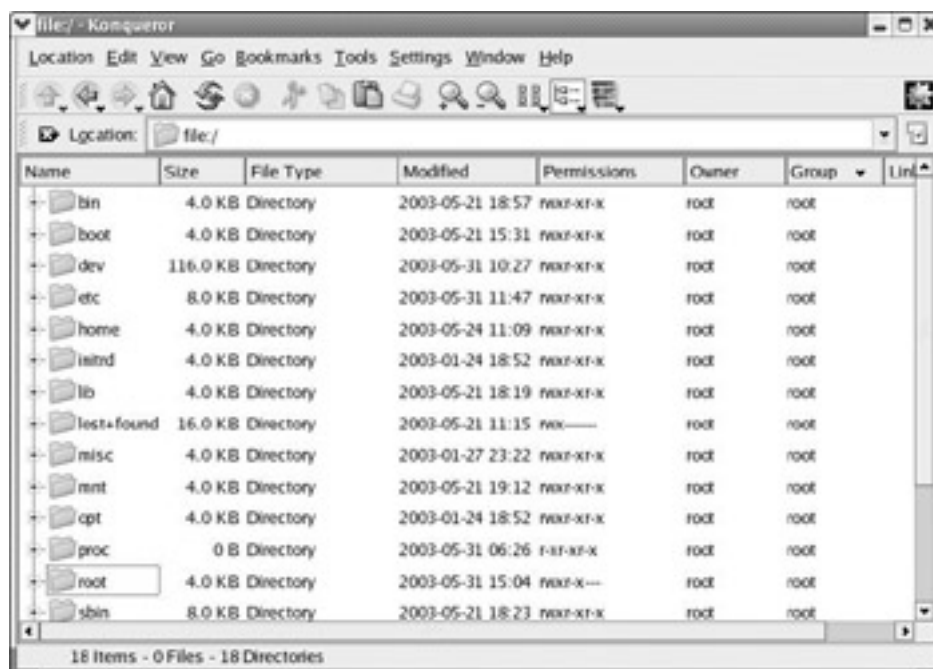 file:/ - Konqueror
Location Edit View Go Bookmarks Tools Settings Window Help
Location: file:/
Name Size File Type Modified Permissions Owner Group Link
bin 4.0 KB Directory 2003-05-21 18:57 rwxr-xr-x root root
boot 4.0 KB Directory 2003-05-21 15:31 rwxr-xr-x root root
dev 116.0 KB Directory 2003-05-31 10:27 rwxr-xr-x root root
etc 8.0 KB Directory 2003-05-31 11:47 rwxr-xr-x root root
home 4.0 KB Directory 2003-05-24 11:09 rwxr-xr-x root root
initrd 4.0 KB Directory 2003-01-24 18:52 rwxr-xr-x root root
lib 4.0 KB Directory 2003-05-21 18:19 rwxr-xr-x root root
lost+found 16.0 KB Directory 2003-05-21 11:15 rwx------ root root
misc 4.0 KB Directory 2003-01-27 23:22 rwxr-xr-x root root
mnt 4.0 KB Directory 2003-05-21 19:12 rwxr-xr-x root root
opt 4.0 KB Directory 2003-01-24 18:52 rwxr-xr-x root root
proc 0 B Directory 2003-05-31 06:26 r-xr-xr-x root root
root 4.0 KB Directory 2003-05-31 15:04 rwxr-x--- root root
sbin 8.0 KB Directory 2003-05-21 18:23 rwxr-xr-x root root
18 Items - 0 Files - 18 Directories